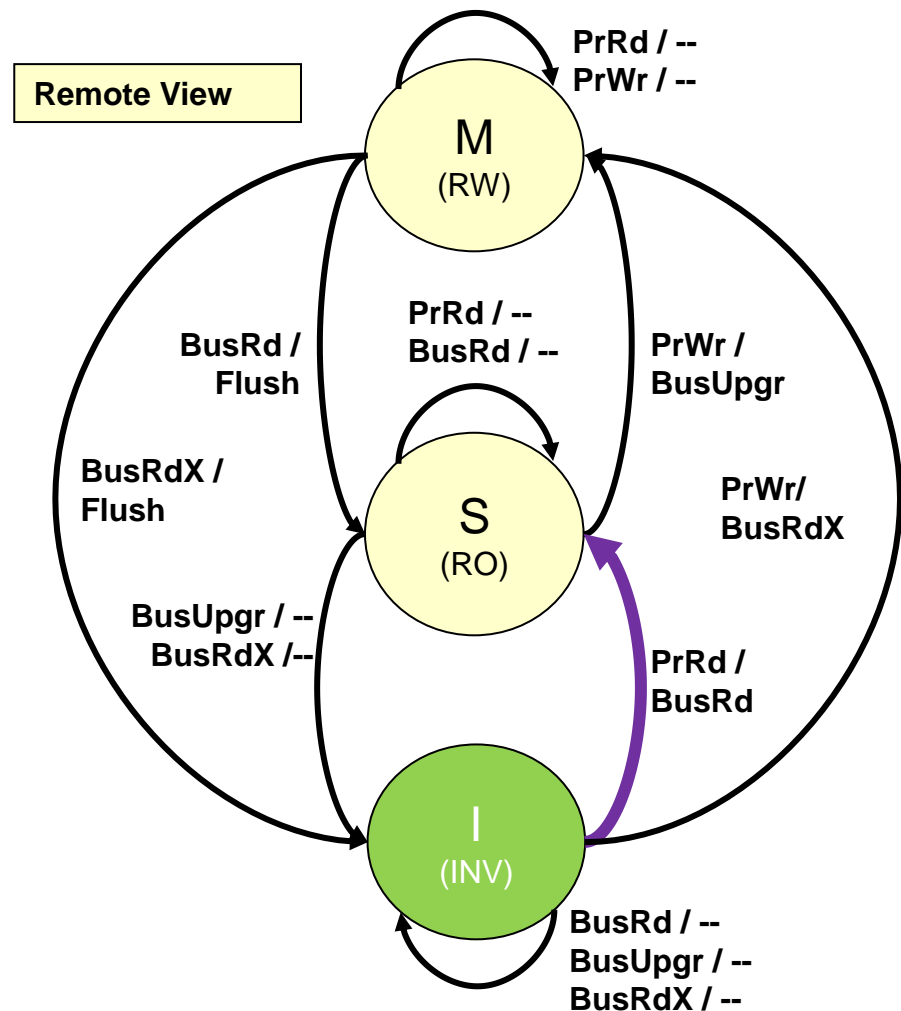 PrRd / --
PrWr / --
Remote View
M
(RW)
PrRd / --
BusRd / --
BusRd /
Flush
PrWr /
BusUpgr
BusRdX /
Flush
PrWr/
BusRdX
S
(RO)
BusUpgr / --
BusRdX /--
PrRd /
BusRd
I
(INV)
BusRd / --
BusUpgr / --
BusRdX / --